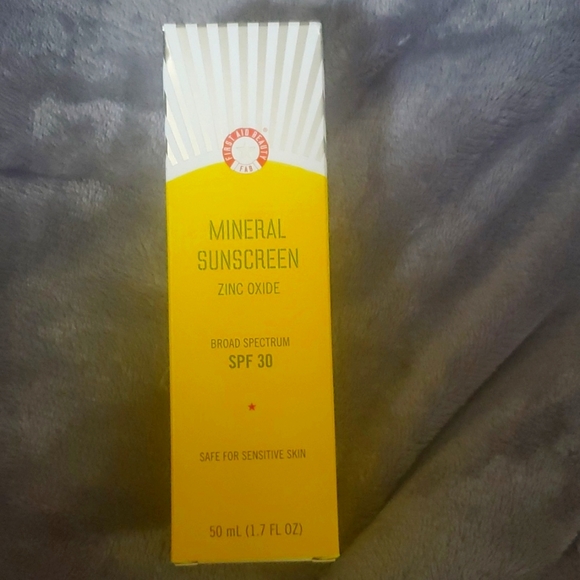 FIRST AID BEAUTY
FAB
®
MINERAL
SUNSCREEN
ZINC OXIDE
BROAD SPECTRUM
SPF 30
SAFE FOR SENSITIVE SKIN
50 mL (1.7 FL OZ)